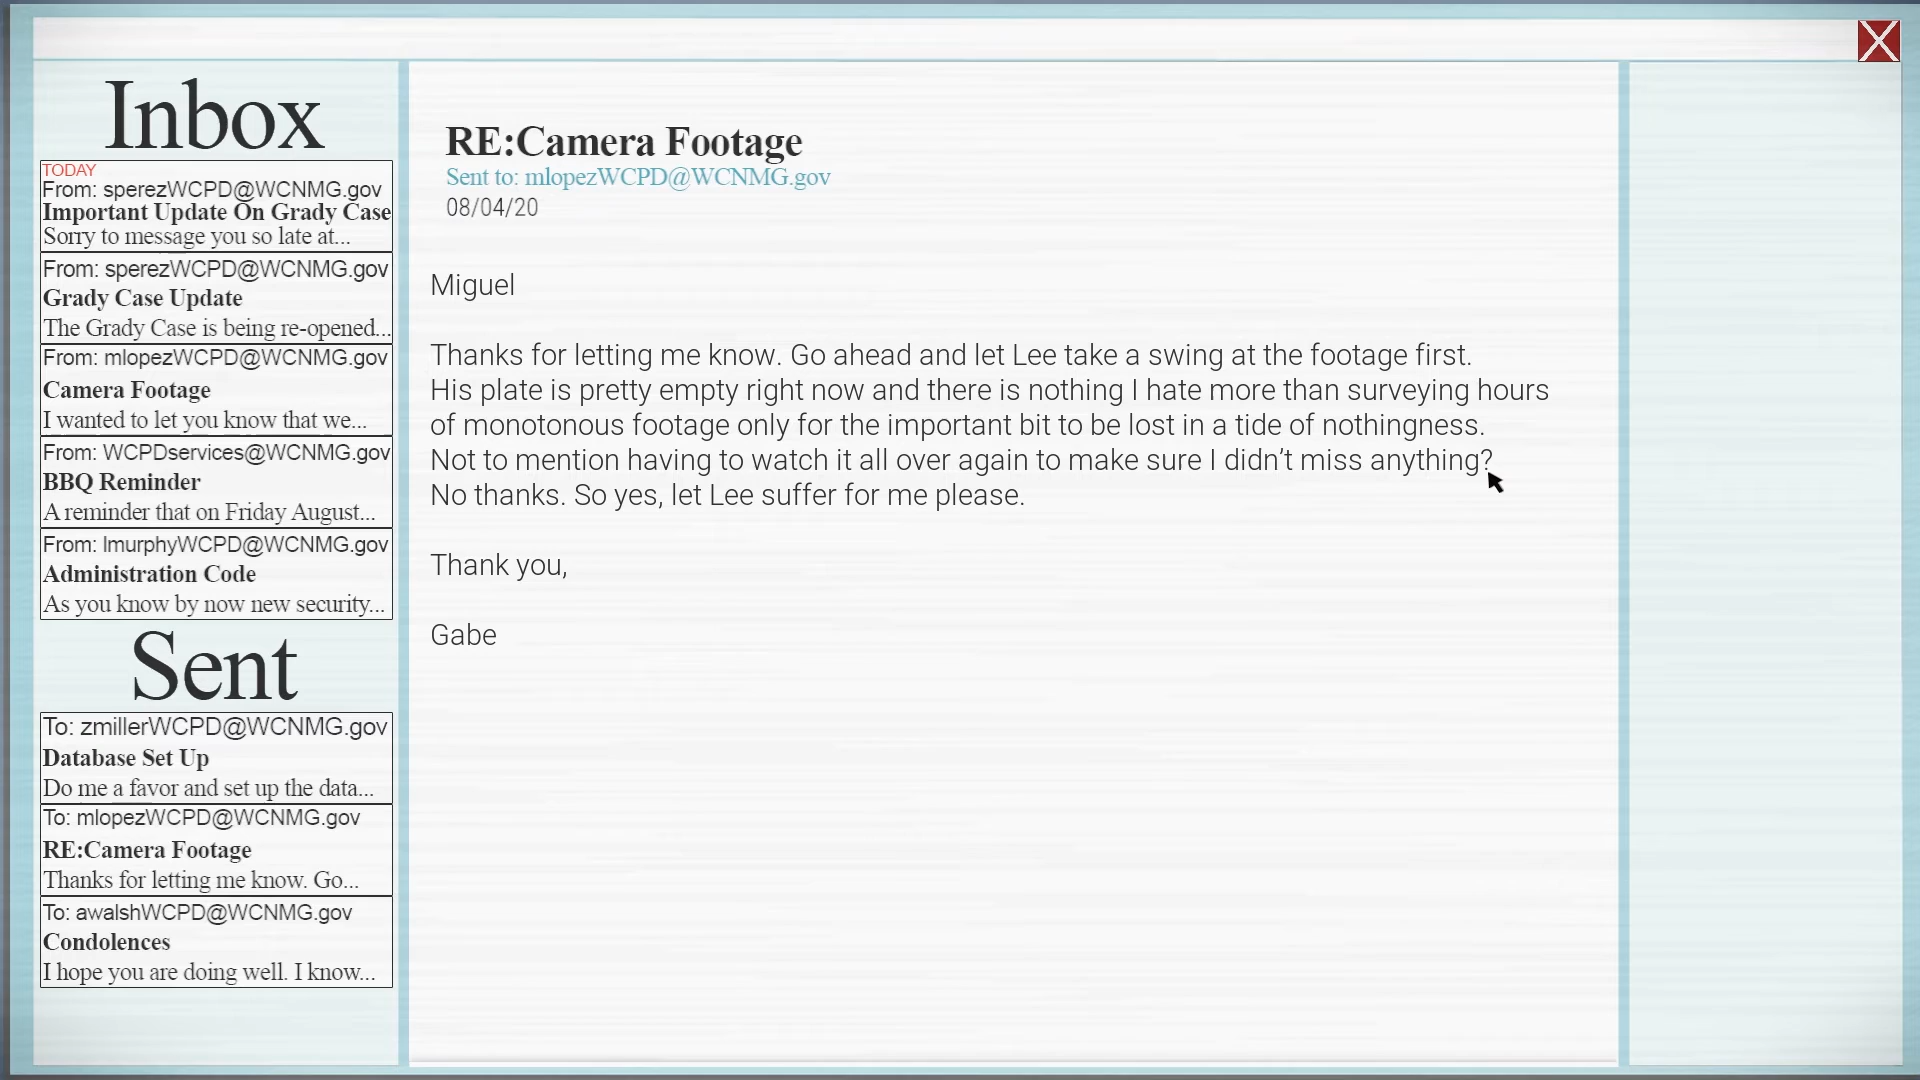 Inbox
TODAY
From: sperezWCPD@WCNMG.gov
Important Update On Grady Case
Sorry to message you so late at...
From: sperezWCPD@WCNMG.gov
Grady Case Update
The Grady Case is being re-opened...
From: mlopezWCPD@WCNMG.gov
Camera Footage
I wanted to let you know that we...
From: WCPDservices@WCNMG.gov
BBQ Reminder
A reminder that on Friday August...
From: lmurphyWCPD@WCNMG.gov
Administration Code
As you know by now new security...
Sent
To: zmillerWCPD@WCNMG.gov
Database Set Up
Do me a favor and set up the data...
To: mlopezWCPD@WCNMG.gov
RE:Camera Footage
Thanks for letting me know. Go...
To: awalshWCPD@WCNMG.gov
Condolences
I hope you are doing well. I know...
RE:Camera Footage
Sent to: mlopezWCPD@WCNMG.gov
08/04/20
Miguel
Thanks for letting me know. Go ahead and let Lee take a swing at the footage first.
His plate is pretty empty right now and there is nothing I hate more than surveying hours
of monotonous footage only for the important bit to be lost in a tide of nothingness.
Not to mention having to watch it all over again to make sure I didn’t miss anything?
No thanks. So yes, let Lee suffer for me please.
Thank you,
Gabe